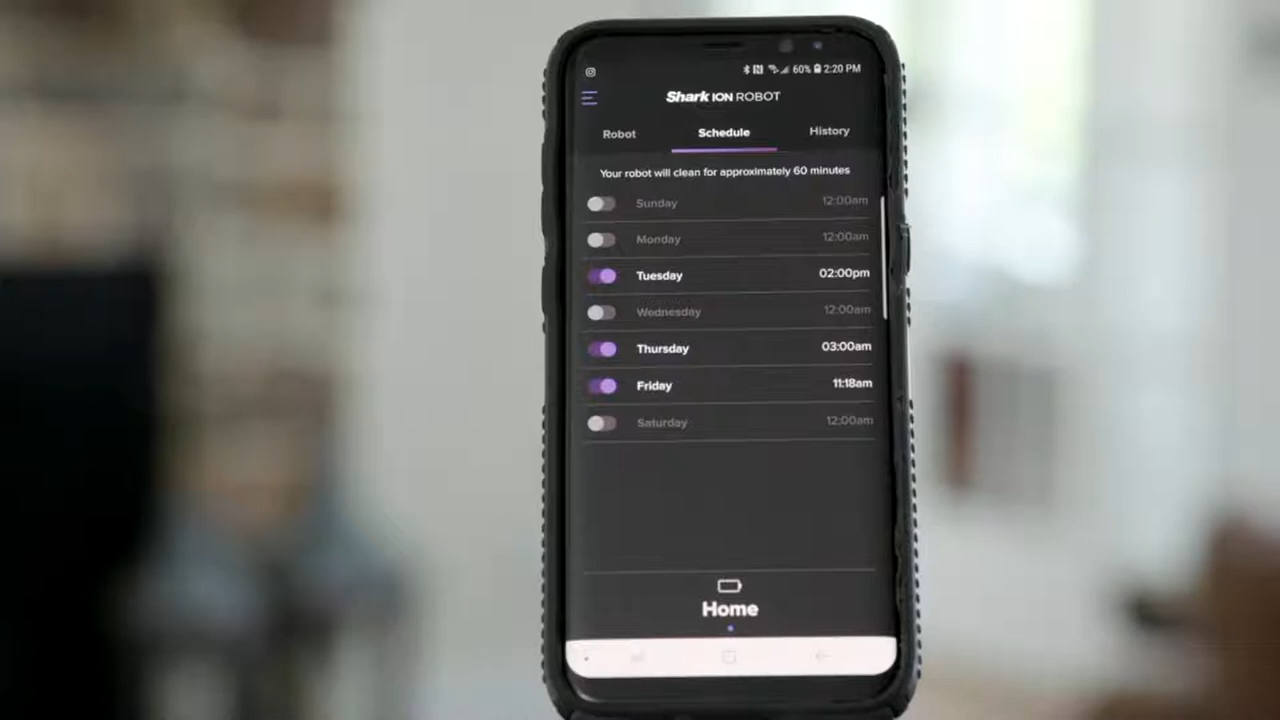 60% 2:20 PM
Shark ION ROBOT
Robot Schedule History
Your robot will clean for approximately 60 minutes
Sunday 12:00am
Monday 12:00am
Tuesday 02:00pm
Wednesday 12:00am
Thursday 03:00am
Friday 11:18am
Saturday 12:00am
Home